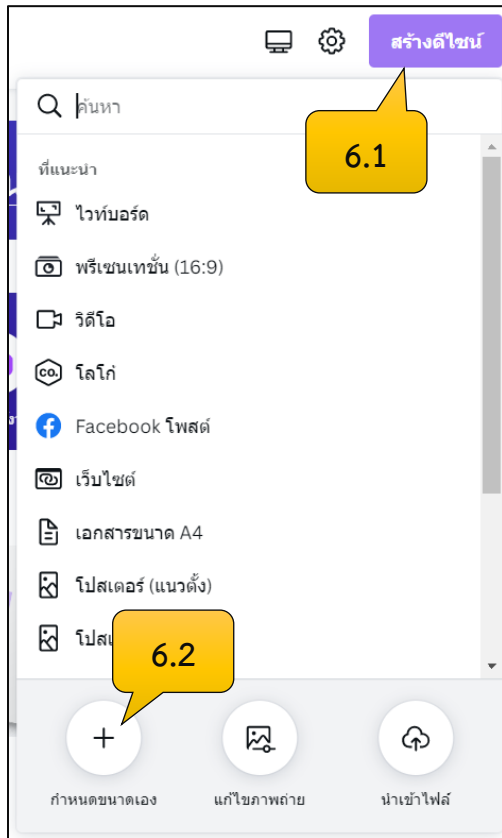 สร้างดีไซน์
ค้นหา
6.1
ที่แนะนำ
ไวท์บอร์ด
พรีเซนเทชั่น (16:9)
วิดีโอ
CO.
โลโก่
Facebook โพสต์
เว็บไซต์
เอกสารขนาด A4
โปสเตอร์ (แนวตั้ง)
6.2
กำหนดขนาดเอง
แก้ไขภาพถ่าย
นำเข้าไฟล์